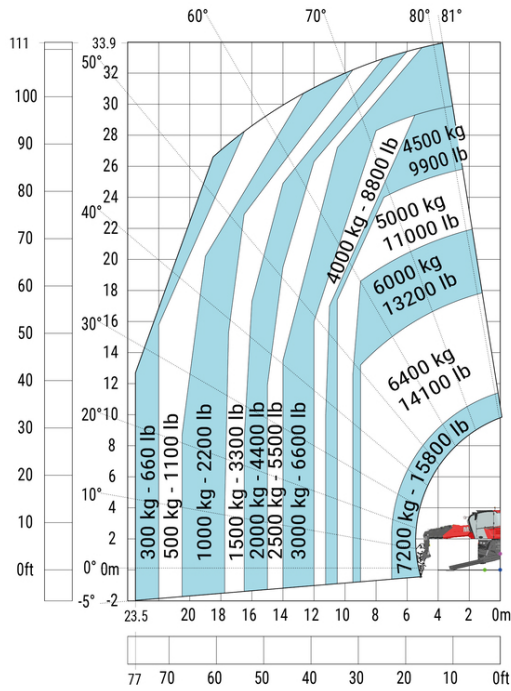 60°
70°
80°
81°
111
33.9
50°
32
100
30
90
28
4500 kg
9900 lb
26
80
24
4000 kg - 8800 lb
40°
22
5000 kg
11000 lb
70
20
60
18
6000 kg
13200 lb
16
50
30°
14
40
12
6400 kg
14100 lb
30
20°
10
8
300 kg - 660 lb
500 kg - 1100 lb
1000 kg - 2200 lb
1500 kg - 3300 lb
2000 kg - 4400 lb
2500 kg - 5500 lb
3000 kg - 6600 lb
7200 kg - 15800 lb
20
6
10°
4
10
2
0ft
0°
0m
-5°
-2
23.5
20
18
16
14
12
10
8
6
4
2
0m
77
70
60
50
40
30
20
10
0ft